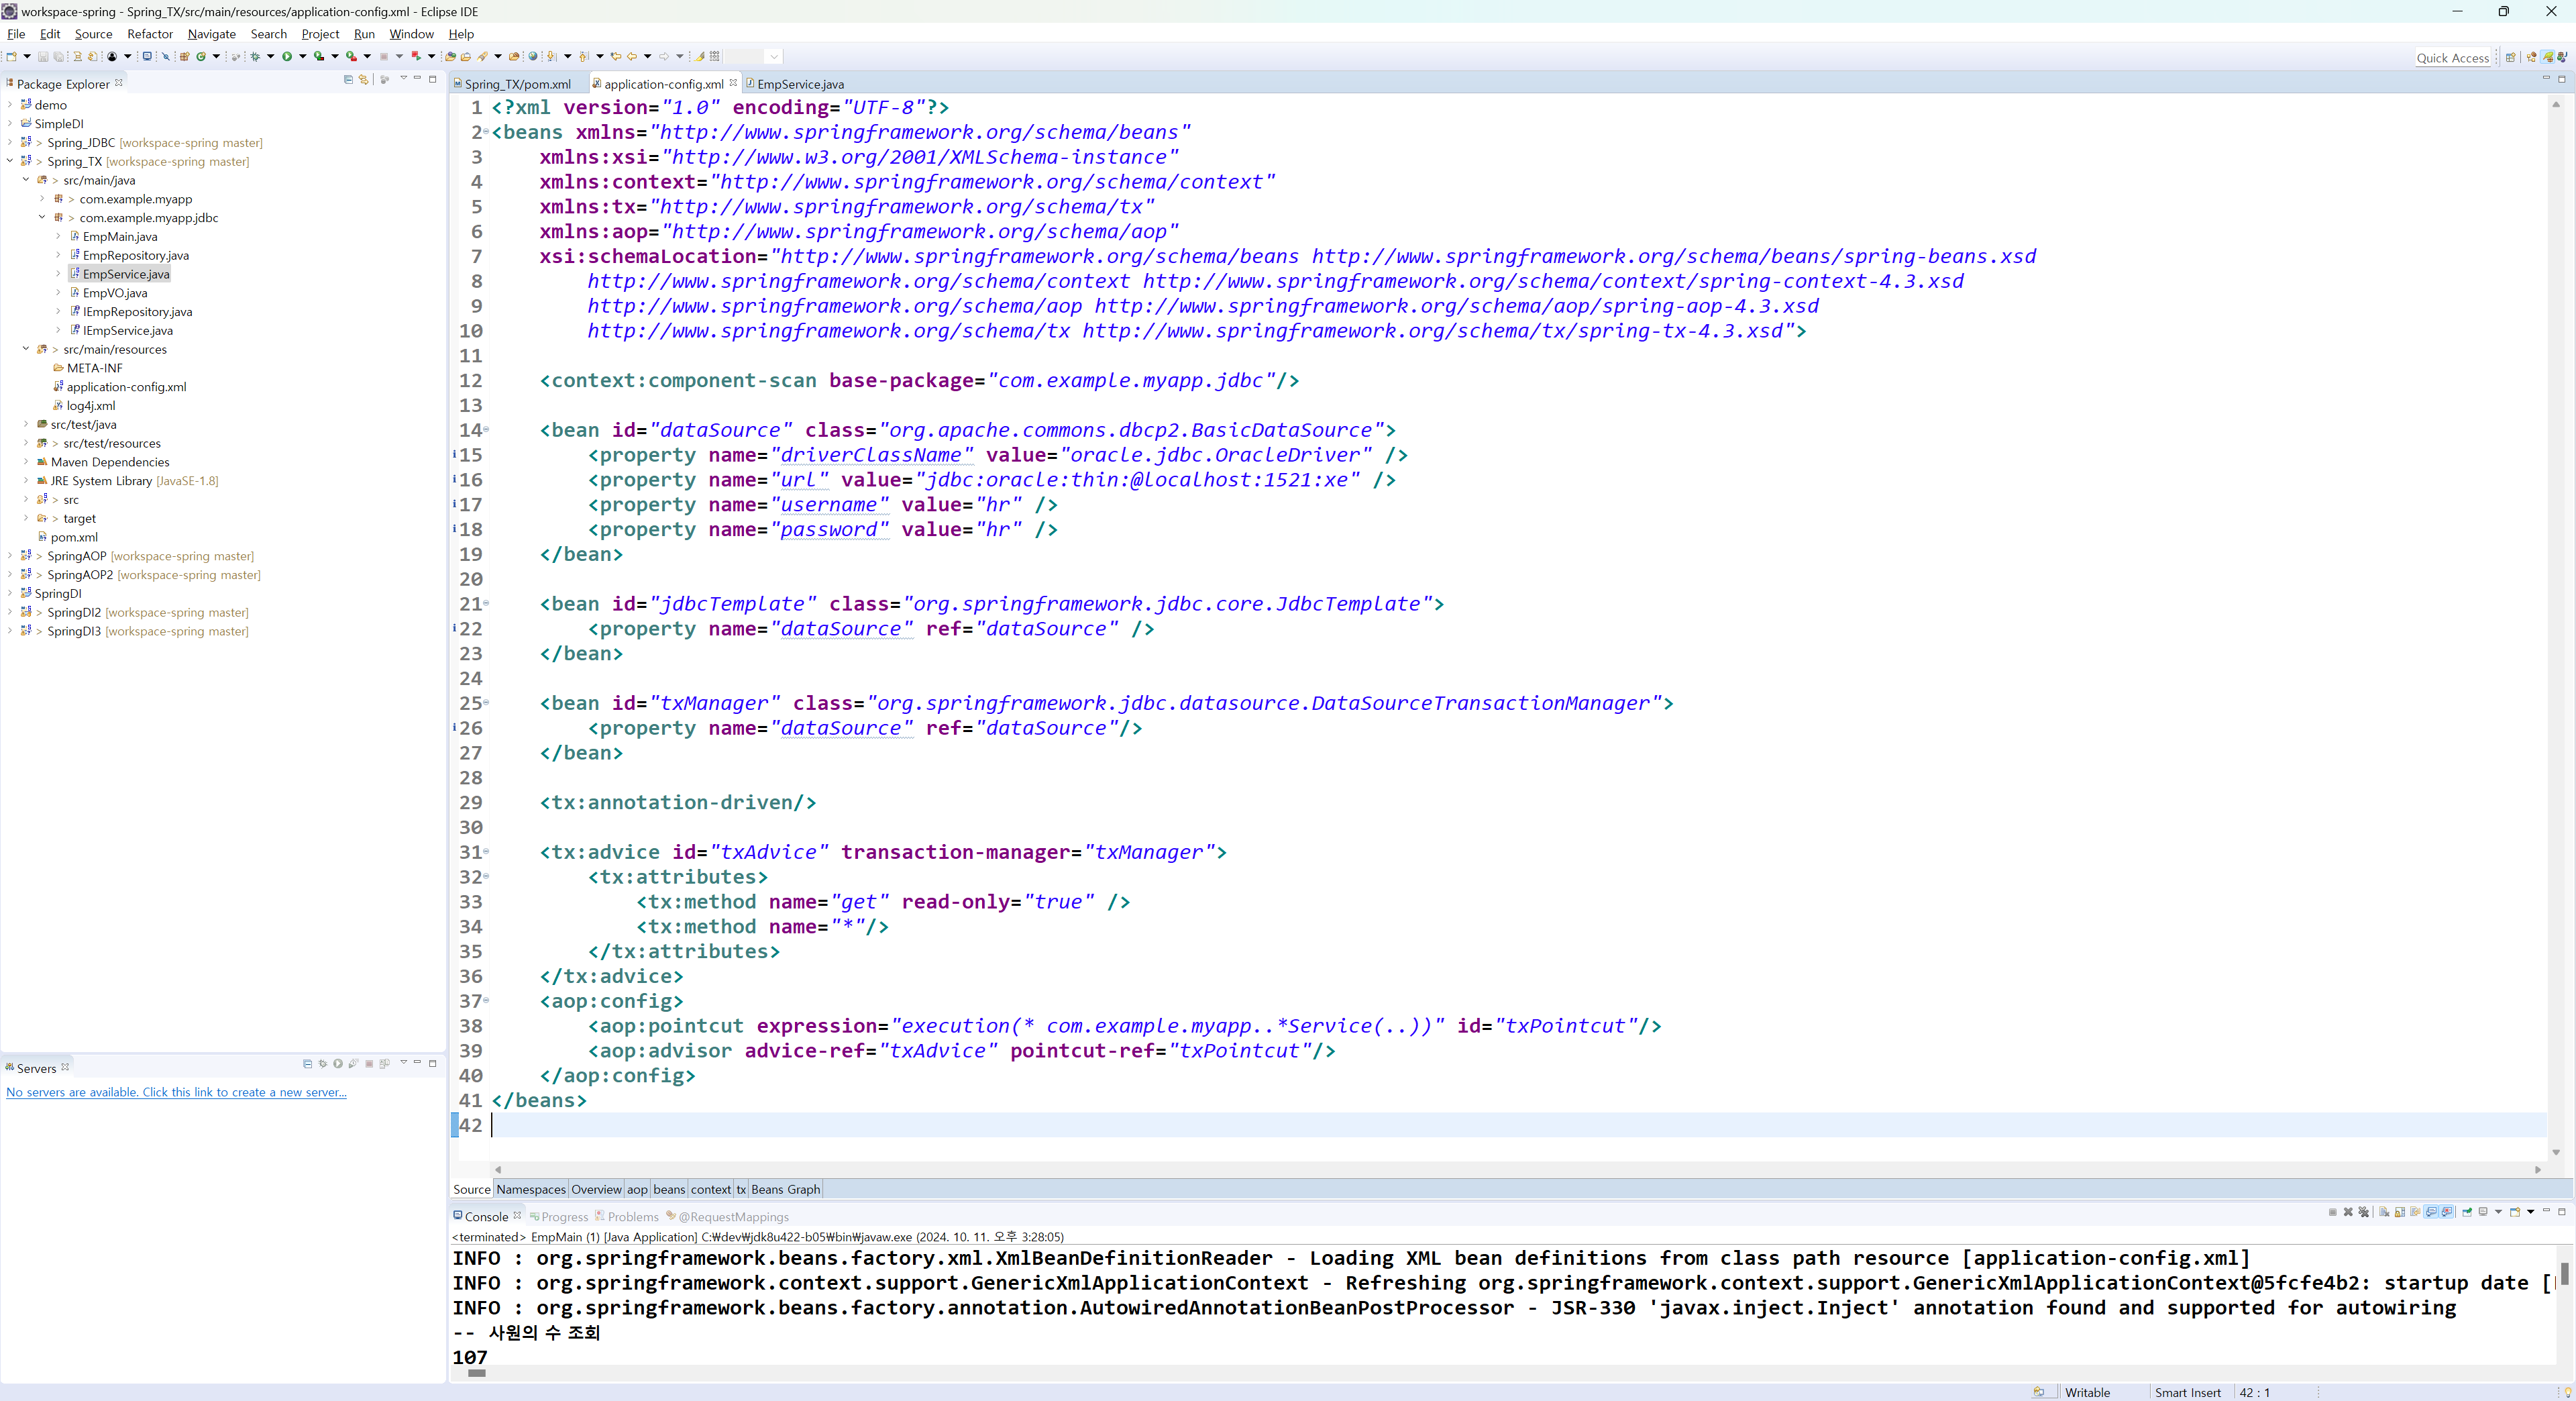 workspace-spring - Spring_TX/src/main/resources/application-config.xml - Eclipse IDE
File Edit Source Refactor Navigate Search Project Run Window Help
Quick Access
Package Explorer
demo
SimpleDI
> Spring_JDBC [workspace-spring master]
> Spring_TX [workspace-spring master]
> src/main/java
> com.example.myapp
> com.example.myapp.jdbc
EmpMain.java
EmpRepository.java
EmpService.java
EmpVO.java
IEmpRepository.java
IEmpService.java
> src/main/resources
META-INF
application-config.xml
log4j.xml
src/test/java
> src/test/resources
Maven Dependencies
JRE System Library [JavaSE-1.8]
> src
> target
pom.xml
> SpringAOP [workspace-spring master]
> SpringAOP2 [workspace-spring master]
SpringDI
> SpringDI2 [workspace-spring master]
> SpringDI3 [workspace-spring master]
Servers
No servers are available. Click this link to create a new server...
Spring_TX/pom.xml application-config.xml EmpService.java
1 <?xml version="1.0" encoding="UTF-8"?>
2 <beans xmlns="http://www.springframework.org/schema/beans"
3 xmlns:xsi="http://www.w3.org/2001/XMLSchema-instance"
4 xmlns:context="http://www.springframework.org/schema/context"
5 xmlns:tx="http://www.springframework.org/schema/tx"
6 xmlns:aop="http://www.springframework.org/schema/aop"
7 xsi:schemaLocation="http://www.springframework.org/schema/beans http://www.springframework.org/schema/beans/spring-beans.xsd
8 http://www.springframework.org/schema/context http://www.springframework.org/schema/context/spring-context-4.3.xsd
9 http://www.springframework.org/schema/aop http://www.springframework.org/schema/aop/spring-aop-4.3.xsd
10 http://www.springframework.org/schema/tx http://www.springframework.org/schema/tx/spring-tx-4.3.xsd">
11
12 <context:component-scan base-package="com.example.myapp.jdbc"/>
13
14 <bean id="dataSource" class="org.apache.commons.dbcp2.BasicDataSource">
15 <property name="driverClassName" value="oracle.jdbc.OracleDriver" />
16 <property name="url" value="jdbc:oracle:thin:@localhost:1521:xe" />
17 <property name="username" value="hr" />
18 <property name="password" value="hr" />
19 </bean>
20
21 <bean id="jdbcTemplate" class="org.springframework.jdbc.core.JdbcTemplate">
22 <property name="dataSource" ref="dataSource" />
23 </bean>
24
25 <bean id="txManager" class="org.springframework.jdbc.datasource.DataSourceTransactionManager">
26 <property name="dataSource" ref="dataSource"/>
27 </bean>
28
29 <tx:annotation-driven/>
30
31 <tx:advice id="txAdvice" transaction-manager="txManager">
32 <tx:attributes>
33 <tx:method name="get" read-only="true" />
34 <tx:method name="*"/>
35 </tx:attributes>
36 </tx:advice>
37 <aop:config>
38 <aop:pointcut expression="execution(* com.example.myapp..*Service(..))" id="txPointcut"/>
39 <aop:advisor advice-ref="txAdvice" pointcut-ref="txPointcut"/>
40 </aop:config>
41 </beans>
42
Source Namespaces Overview aop beans context tx Beans Graph
Console Progress Problems @RequestMappings
<terminated> EmpMain (1) [Java Application] C:₩dev₩jdk8u422-b05₩bin₩javaw.exe (2024. 10. 11. 오후 3:28:05)
INFO : org.springframework.beans.factory.xml.XmlBeanDefinitionReader - Loading XML bean definitions from class path resource [application-config.xml]
INFO : org.springframework.context.support.GenericXmlApplicationContext - Refreshing org.springframework.context.support.GenericXmlApplicationContext@5fcfe4b2: startup date [
INFO : org.springframework.beans.factory.annotation.AutowiredAnnotationBeanPostProcessor - JSR-330 'javax.inject.Inject' annotation found and supported for autowiring
-- 사원의 수 조회
107
Writable Smart Insert 42 : 1